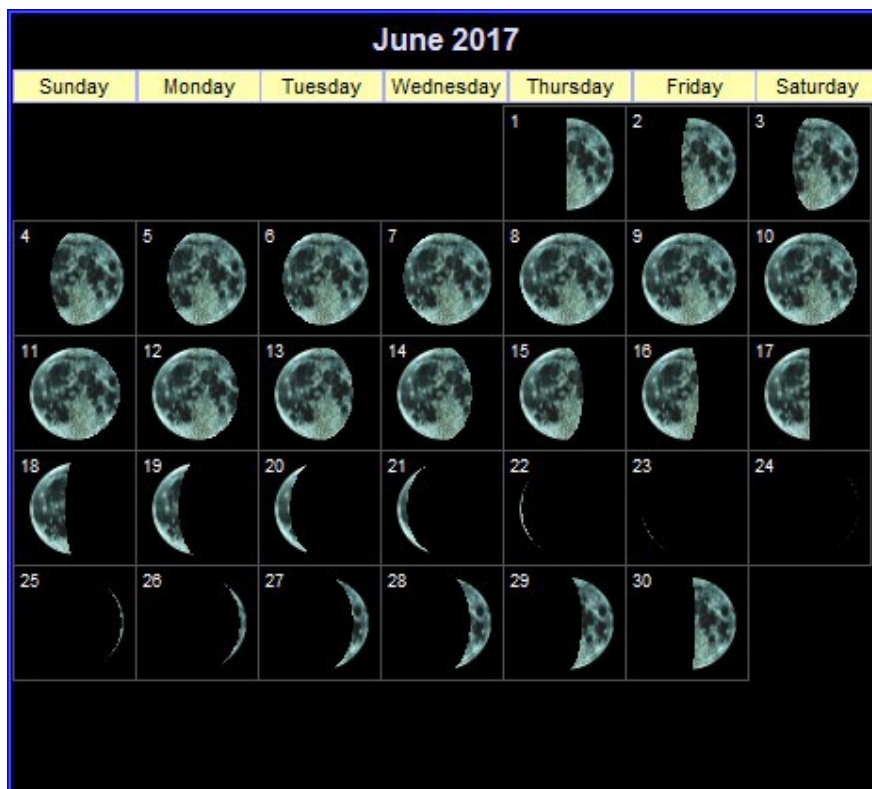 June 2017
Sunday Monday Tuesday Wednesday Thursday Friday Saturday
1 2 3
4 5 6 7 8 9 10
11 12 13 14 15 16 17
18 19 20 21 22 23 24
25 26 27 28 29 30